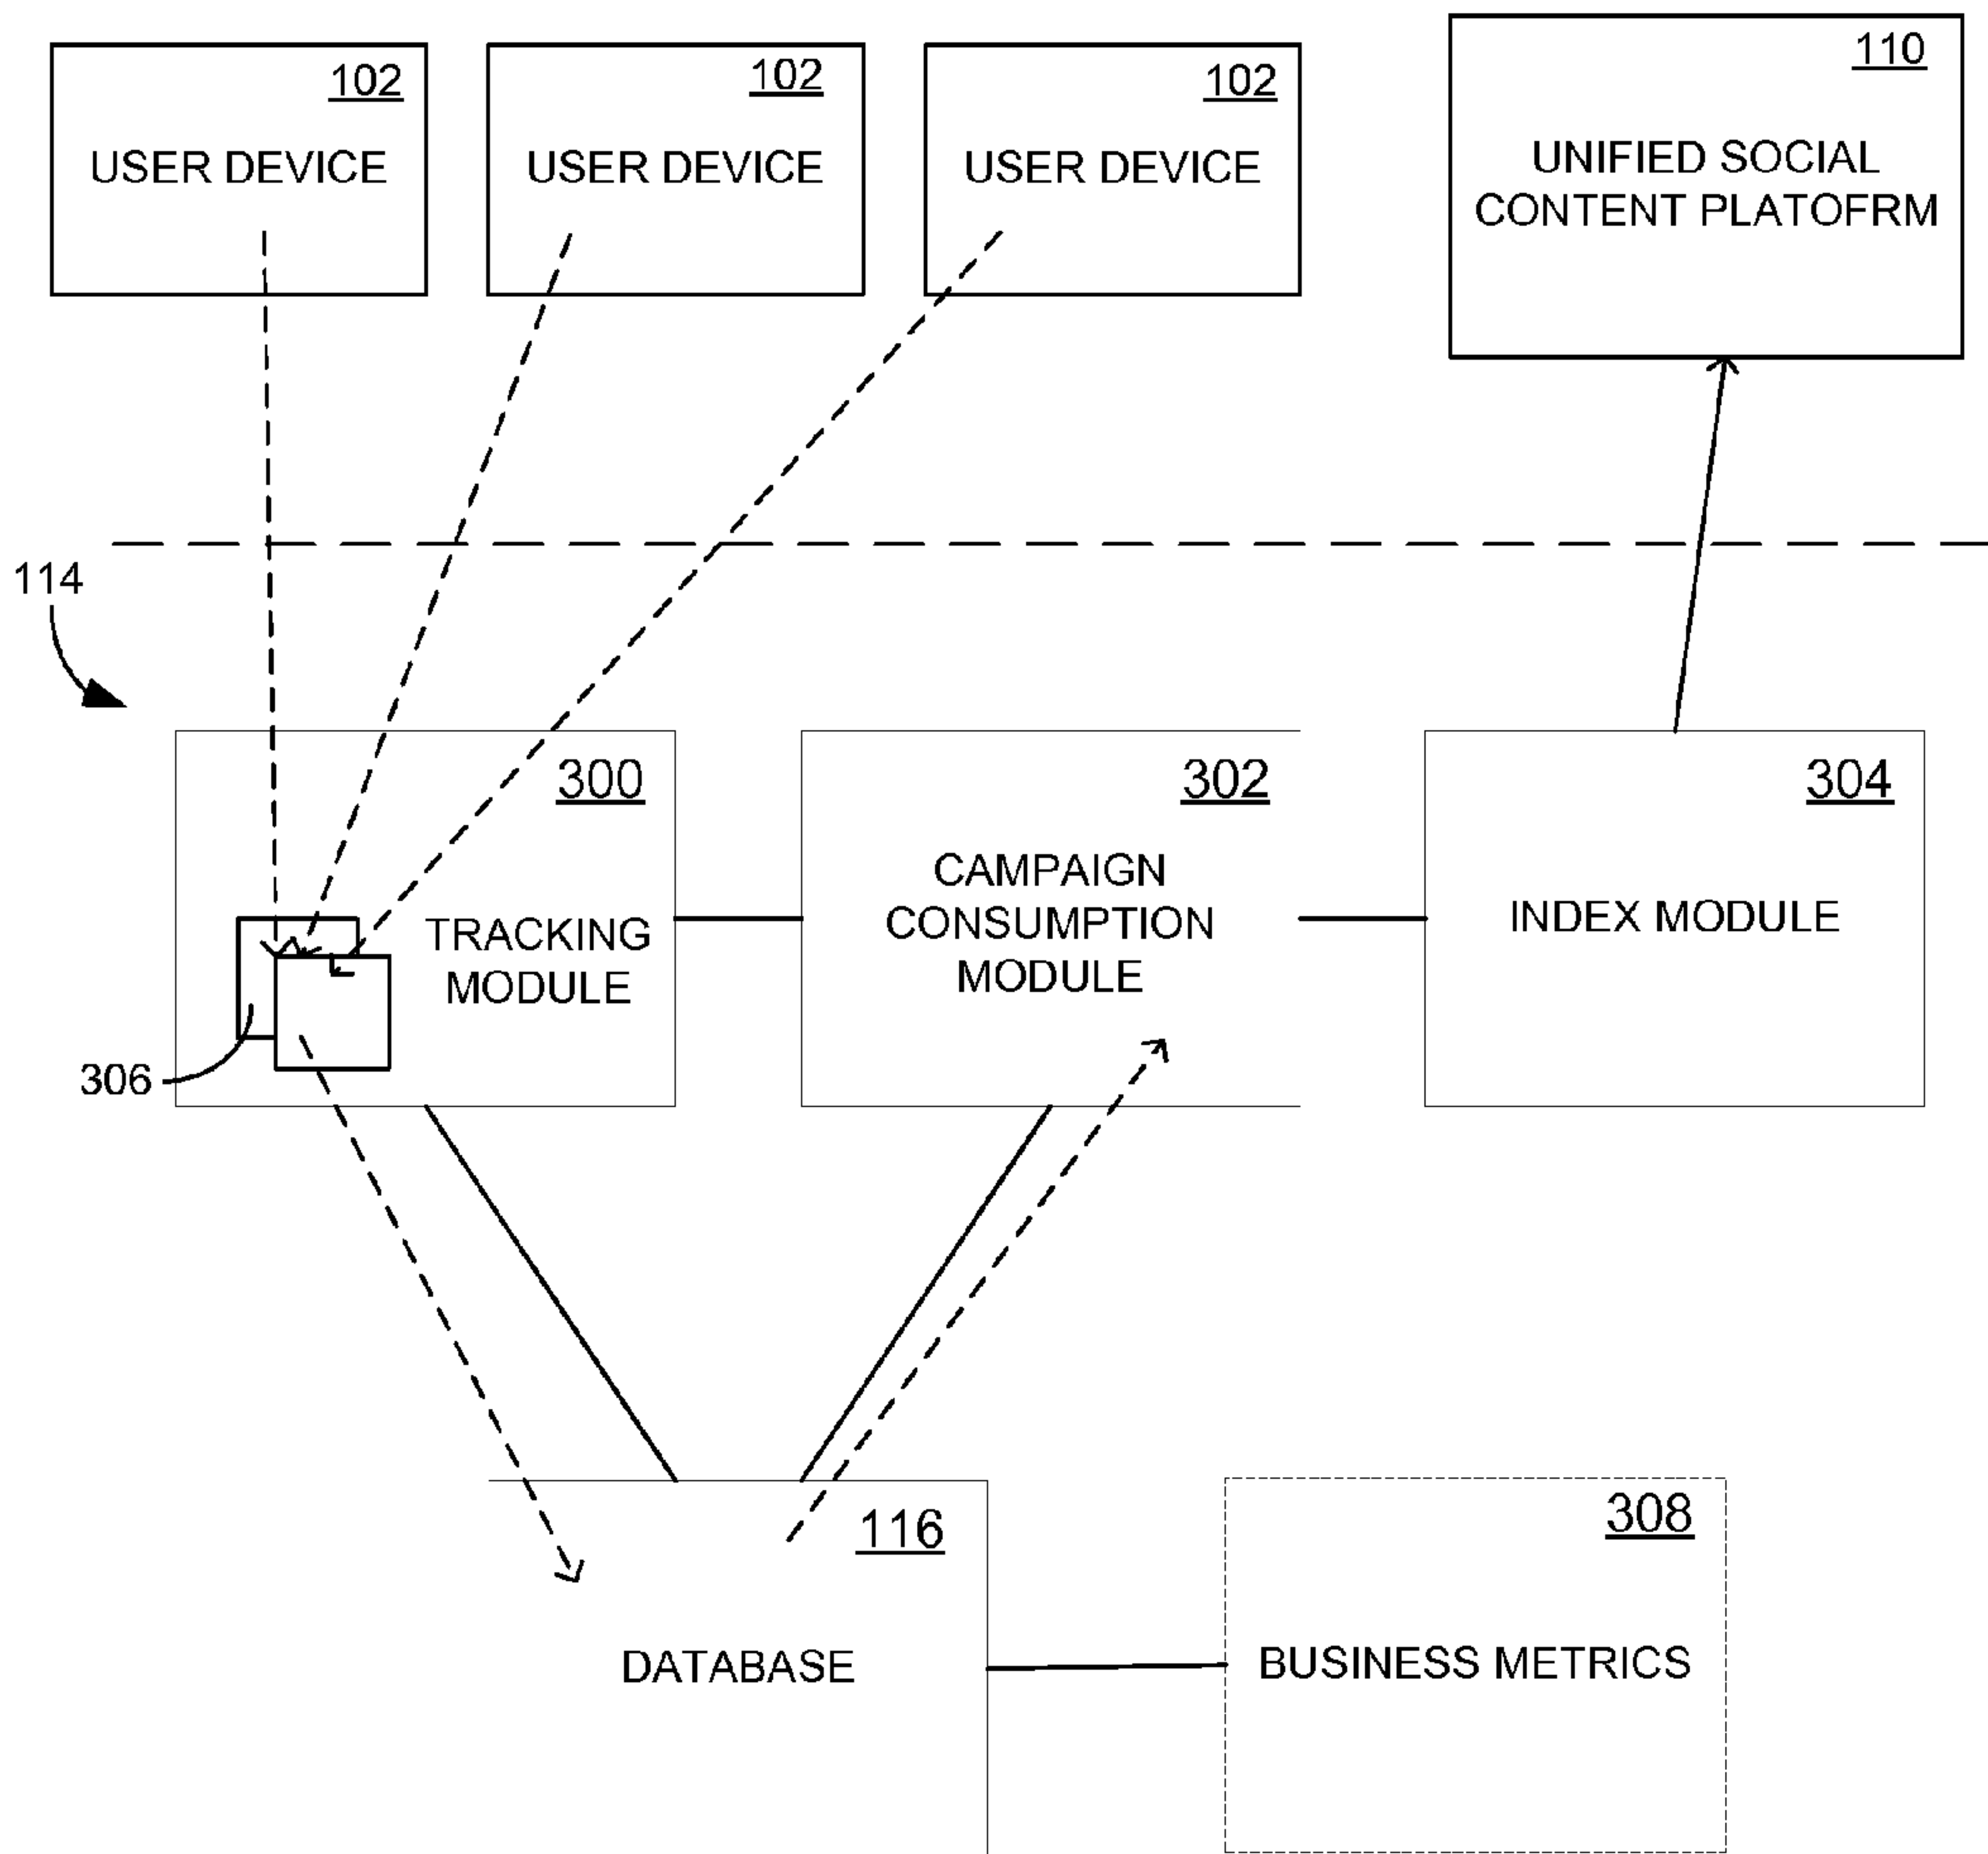 102
USER DEVICE
102
USER DEVICE
102
USER DEVICE
110
UNIFIED SOCIAL
CONTENT PLATOFRM
114
300
TRACKING
MODULE
306
302
CAMPAIGN
CONSUMPTION
MODULE
304
INDEX MODULE
116
DATABASE
308
BUSINESS METRICS